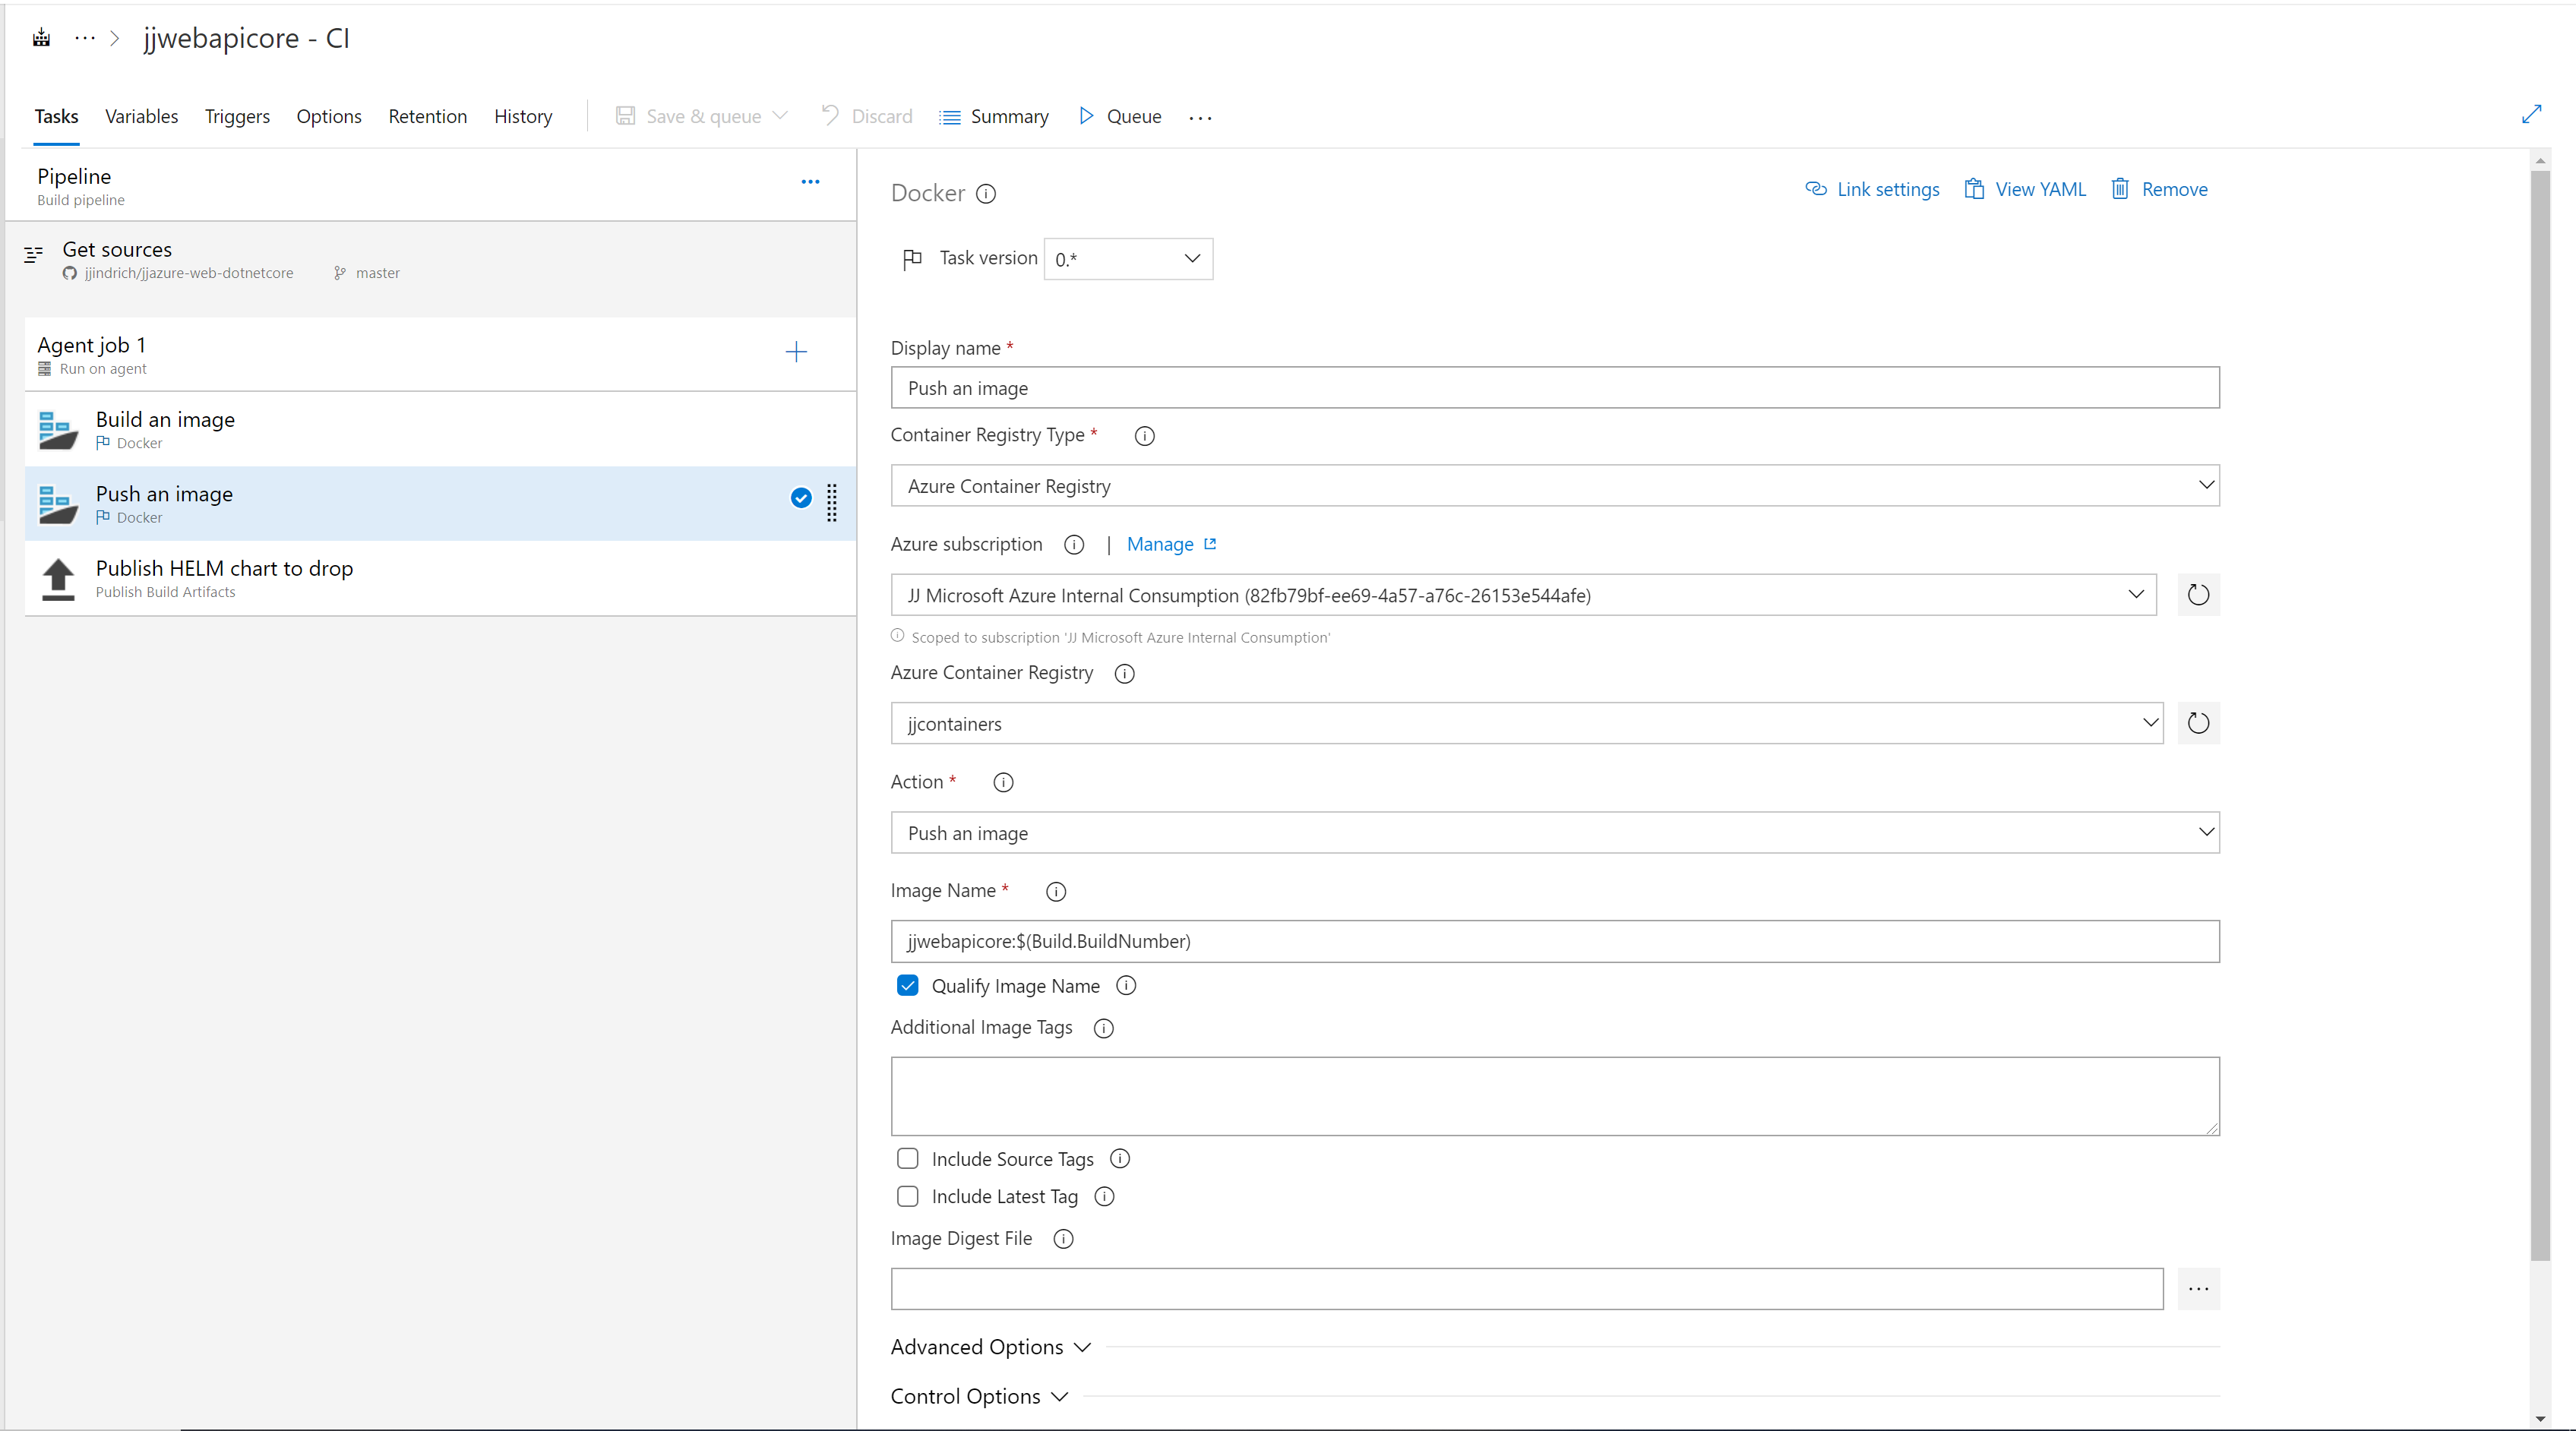 jjwebapicore - CI
Tasks Variables Triggers Options Retention History Save & queue Discard Summary Queue
Pipeline
Build pipeline
Get sources
jjindrich/jjazure-web-dotnetcore master
Agent job 1
Run on agent
Build an image
Docker
Push an image
Docker
Publish HELM chart to drop
Publish Build Artifacts
Docker Link settings View YAML Remove
Task version 0.*
Display name *
Push an image
Container Registry Type *
Azure Container Registry
Azure subscription | Manage
JJ Microsoft Azure Internal Consumption (82fb79bf-ee69-4a57-a76c-26153e544afe)
Scoped to subscription 'JJ Microsoft Azure Internal Consumption'
Azure Container Registry
jjcontainers
Action *
Push an image
Image Name *
jjwebapicore:$(Build.BuildNumber)
Qualify Image Name
Additional Image Tags
Include Source Tags
Include Latest Tag
Image Digest File
Advanced Options
Control Options